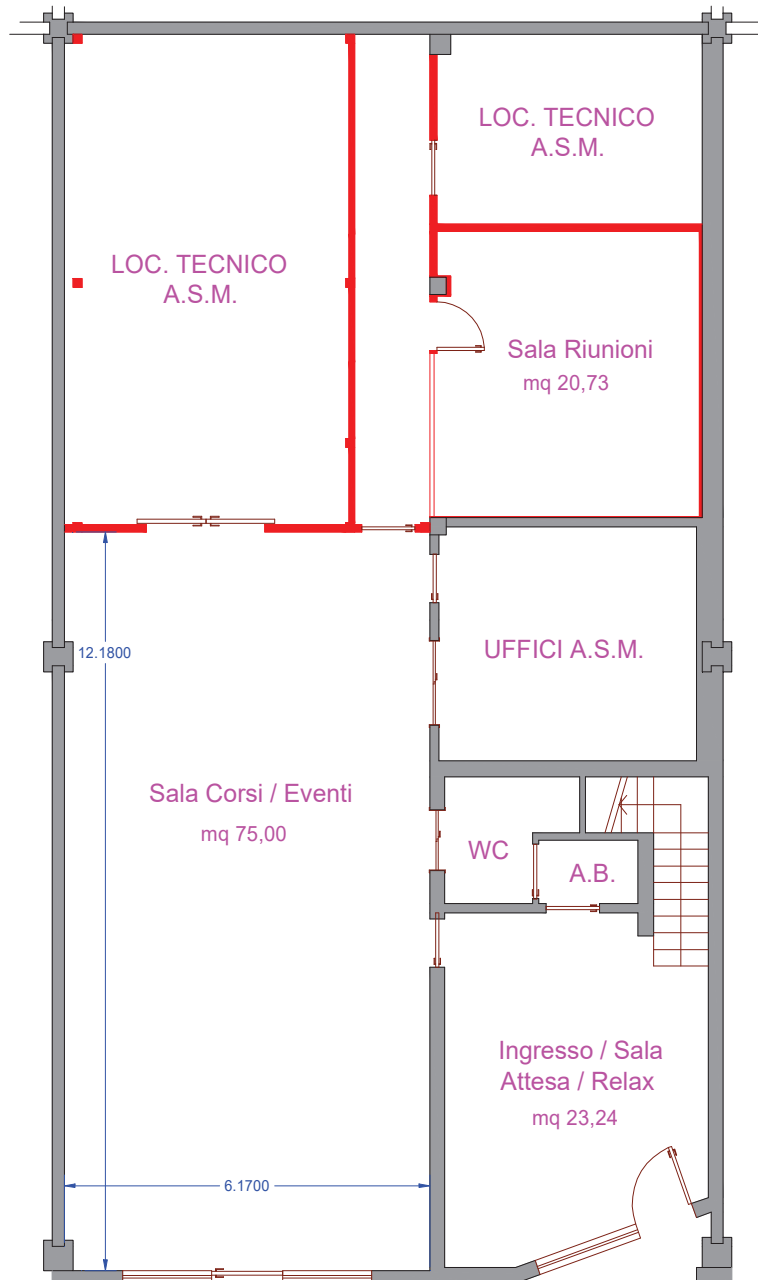 LOC. TECNICO
A.S.M.
LOC. TECNICO
A.S.M.
Sala Riunioni
mq 20,73
12.1800
UFFICI A.S.M.
Sala Corsi / Eventi
mq 75,00
WC
A.B.
Ingresso / Sala
Attesa / Relax
mq 23,24
6.1700